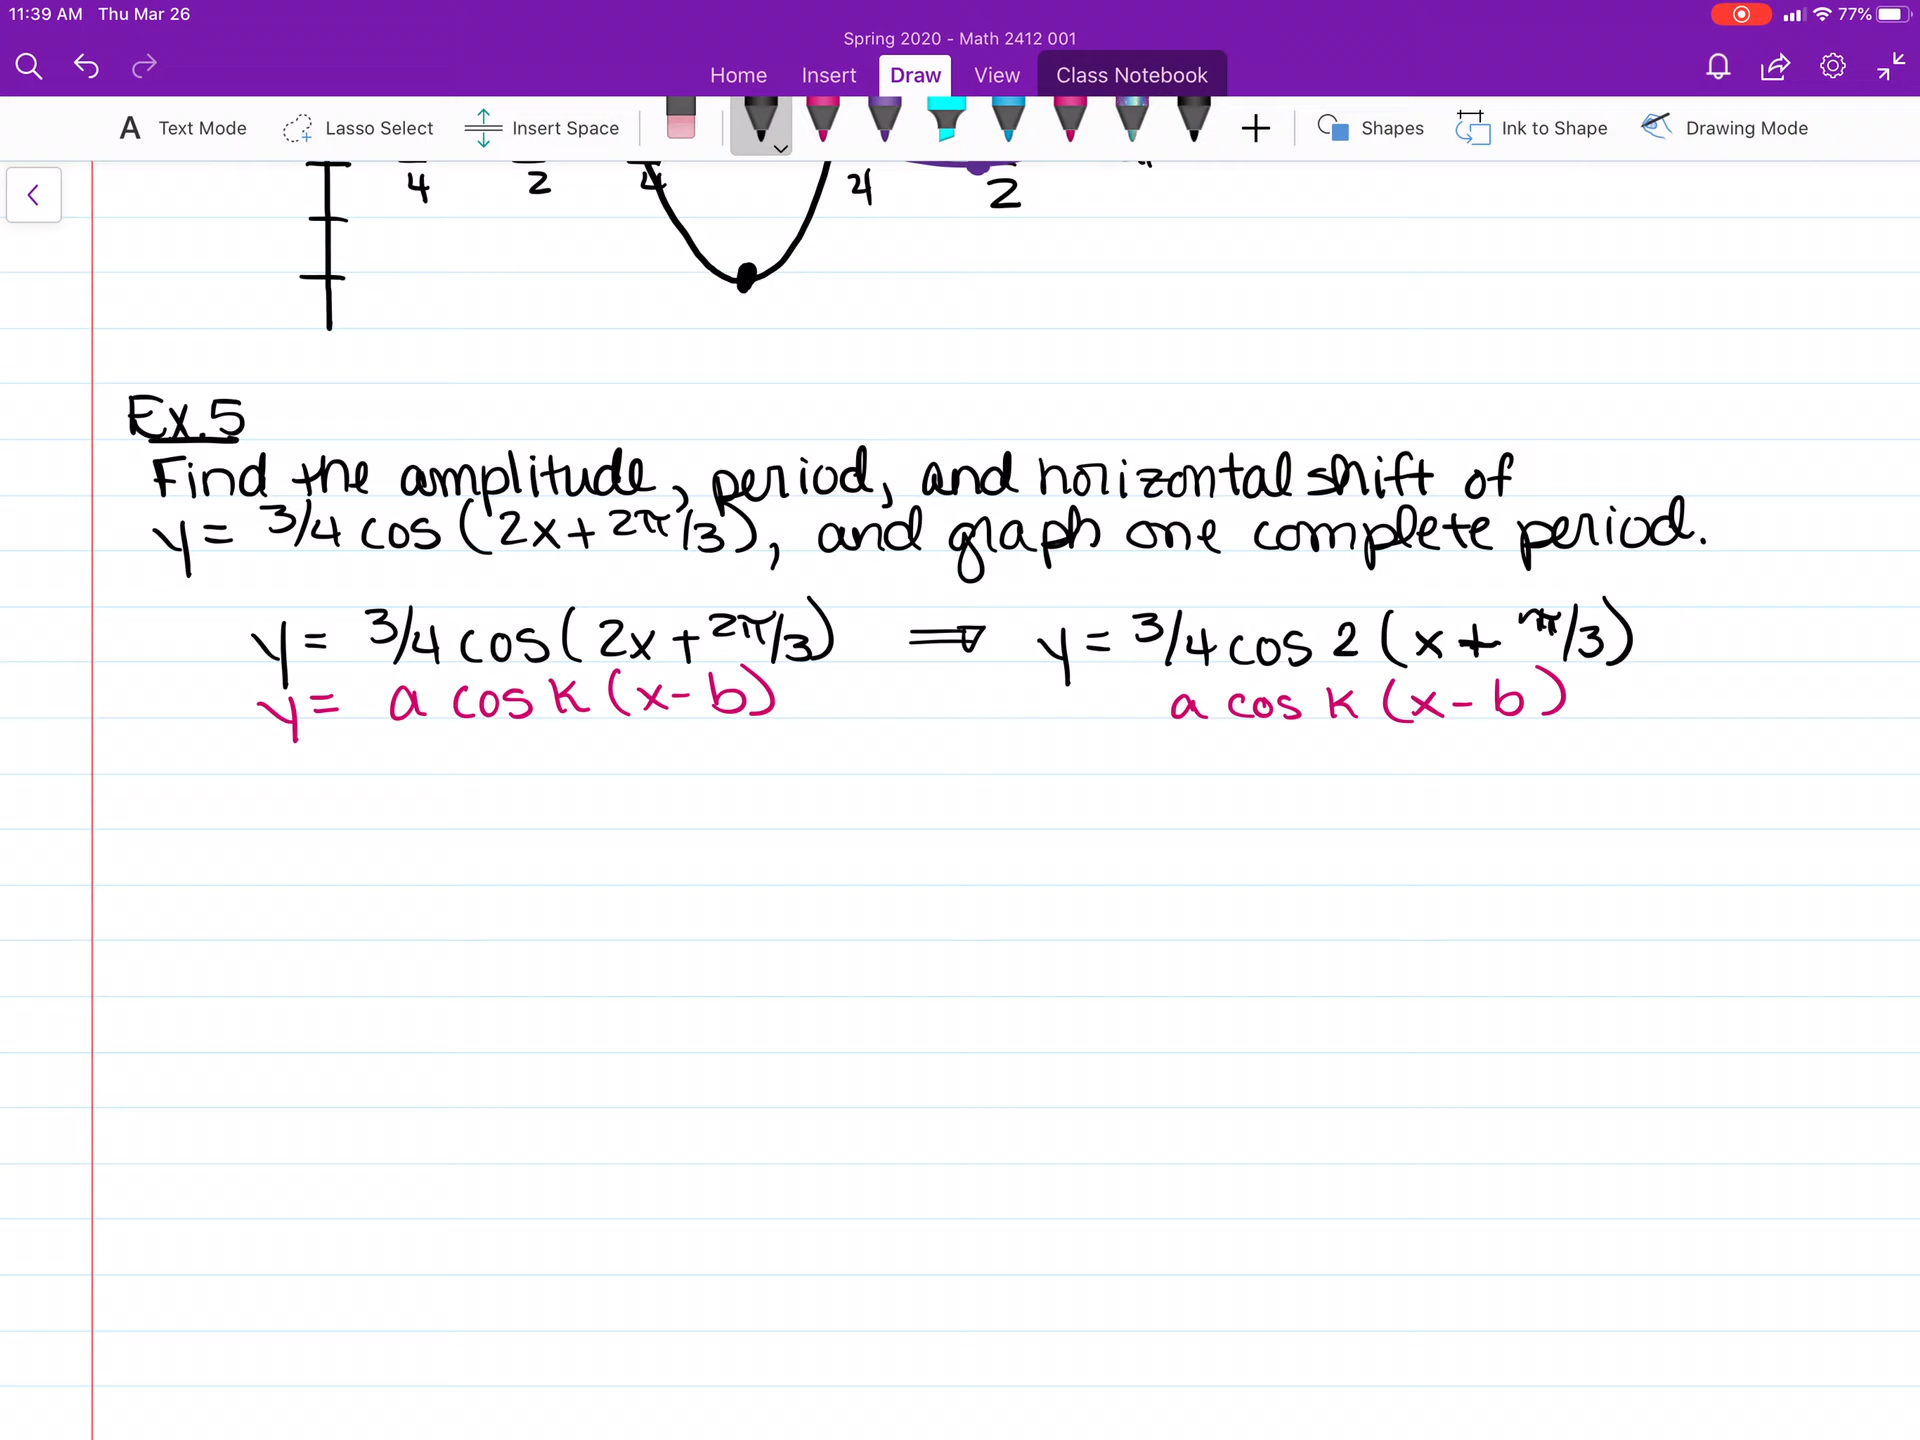 11:39 AM Thu Mar 26
77%
Spring 2020 - Math 2412 001
Home Insert Draw View Class Notebook
A Text Mode Lasso Select Insert Space Shapes Ink to Shape Drawing Mode
4 2 4 4 2
Ex.5
Find the amplitude, period, and horizontal shift of
y = 3/4 cos (2x + 2π/3), and graph one complete period.
y = 3/4 cos (2x + 2π/3) ⇒ y = 3/4 cos 2 (x + π/3)
y = a cos k (x - b) a cos k (x - b)